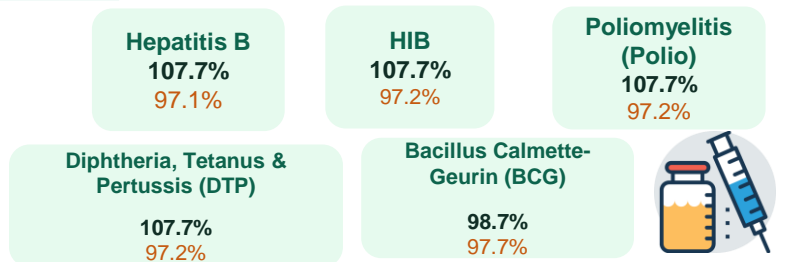 Hepatitis B
107.7%
97.1%
HIB
107.7%
97.2%
Poliomyelitis
(Polio)
107.7%
97.2%
Diphtheria, Tetanus &
Pertussis (DTP)
107.7%
97.2%
Bacillus Calmette-
Geurin (BCG)
98.7%
97.7%